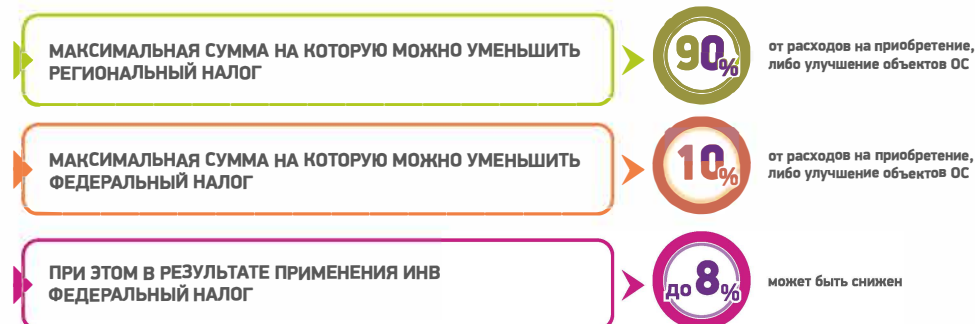 МАКСИМАЛЬНАЯ СУММА НА КОТОРУЮ МОЖНО УМЕНЬШИТЬ
РЕГИОНАЛЬНЫЙ НАЛОГ
90%
от расходов на приобретение,
либо улучшение объектов ОС
МАКСИМАЛЬНАЯ СУММА НА КОТОРУЮ МОЖНО УМЕНЬШИТЬ
ФЕДЕРАЛЬНЫЙ НАЛОГ
10%
от расходов на приобретение,
либо улучшение объектов ОС
ПРИ ЭТОМ В РЕЗУЛЬТАТЕ ПРИМЕНЕНИЯ ИНВ
ФЕДЕРАЛЬНЫЙ НАЛОГ
до 8%
может быть снижен